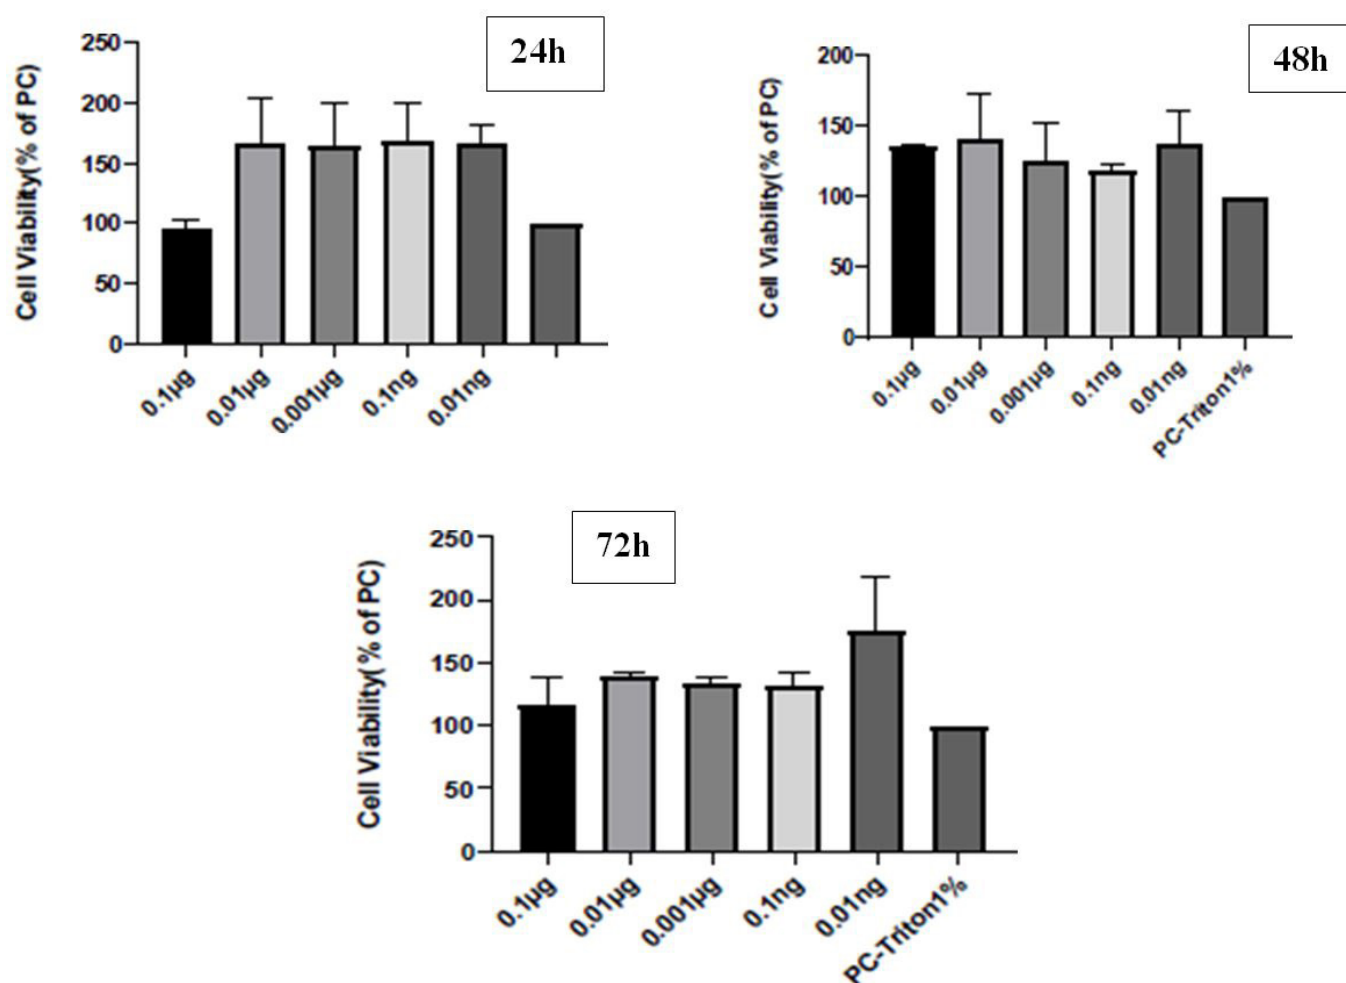 24h
Cell Viability(% of PC)
250
200
150
100
50
0
0.1µg
0.01µg
0.001µg
0.1ng
0.01ng
48h
Cell Viability(% of PC)
200
150
100
50
0
0.1µg
0.01µg
0.001µg
0.1ng
0.01ng
PC-Triton1%
72h
Cell Viability(% of PC)
250
200
150
100
50
0
0.1µg
0.01µg
0.001µg
0.1ng
0.01ng
PC-Triton1%